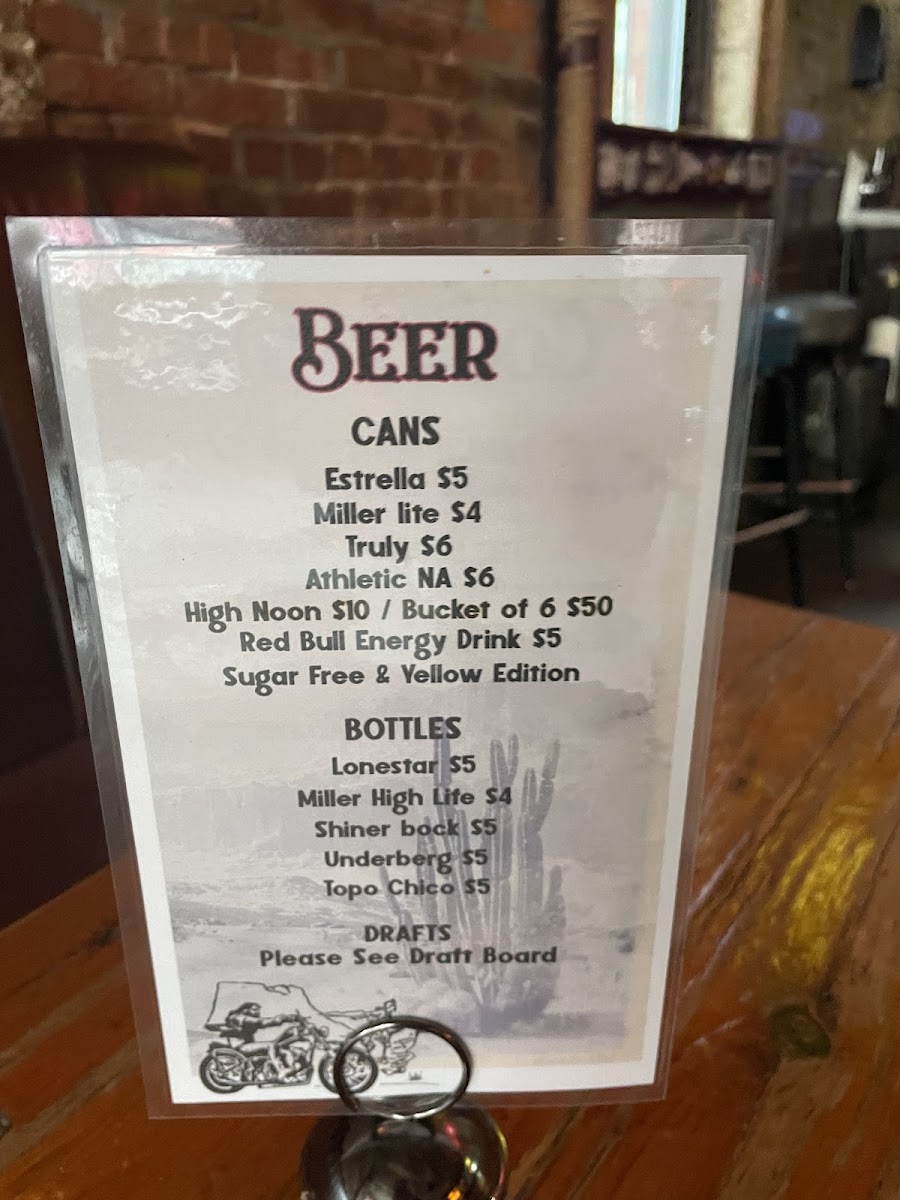 BEER
CANS
Estrella $5
Miller lite $4
Truly $6
Athletic NA $6
High Noon $10 / Bucket of 6 $50
Red Bull Energy Drink $5
Sugar Free & Yellow Edition
BOTTLES
Lonestar $5
Miller High Life $4
Shiner bock $5
Underberg $5
Topo Chico $5
DRAFTS
Please See Draft Board